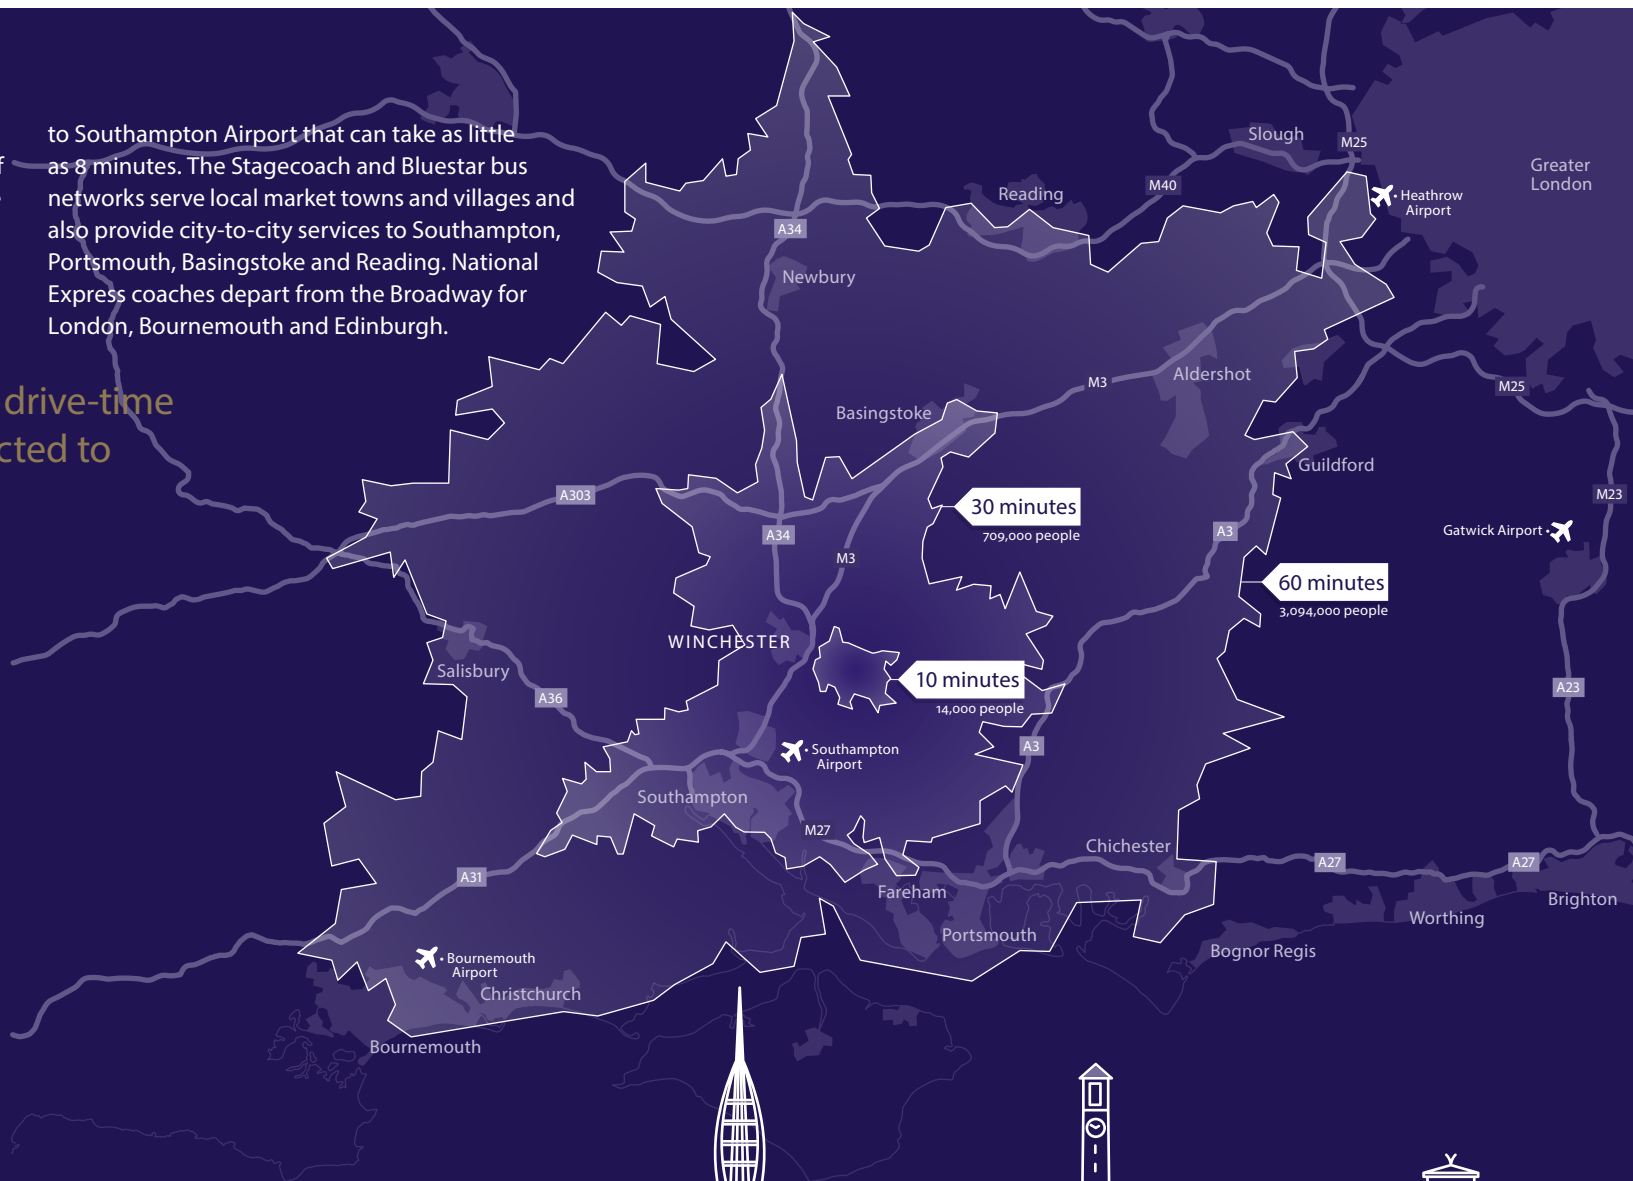 to Southampton Airport that can take as little
as 8 minutes. The Stagecoach and Bluestar bus
networks serve local market towns and villages and
also provide city-to-city services to Southampton,
Portsmouth, Basingstoke and Reading. National
Express coaches depart from the Broadway for
London, Bournemouth and Edinburgh.
drive-time
cted to
Slough
M25
Greater
London
Reading
M40
Heathrow
Airport
A34
Newbury
Aldershot
M3
M25
Basingstoke
Guildford
A303
30 minutes
709,000 people
M23
A34
A3
Gatwick Airport
M3
60 minutes
3,094,000 people
WINCHESTER
Salisbury
10 minutes
14,000 people
A36
A23
Southampton
Airport
A3
Southampton
M27
Chichester
A31
A27
A27
Fareham
Brighton
Worthing
Portsmouth
Bognor Regis
Bournemouth
Airport
Christchurch
Bournemouth